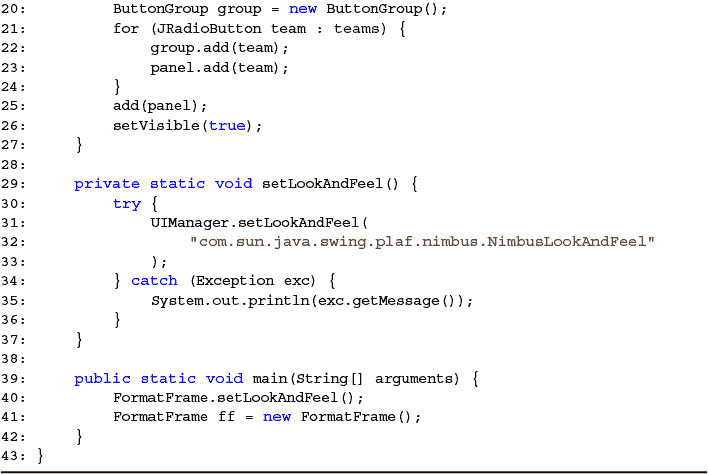 20:         ButtonGroup group = new ButtonGroup();
21:         for (JRadioButton team : teams) {
22:             group.add(team);
23:             panel.add(team);
24:         }
25:         add(panel);
26:         setVisible(true);
27:     }
28:
29:     private static void setLookAndFeel() {
30:         try {
31:             UIManager.setLookAndFeel(
32:                 "com.sun.java.swing.plaf.nimbus.NimbusLookAndFeel"
33:             );
34:         } catch (Exception exc) {
35:             System.out.println(exc.getMessage());
36:         }
37:     }
38:
39:     public static void main(String[] arguments) {
40:         FormatFrame.setLookAndFeel();
41:         FormatFrame ff = new FormatFrame();
42:     }
43: }